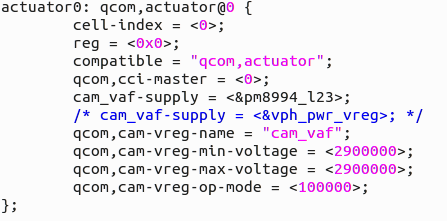 actuator0: qcom,actuator@0 {
cell-index = <0>;
reg = <0x0>;
compatible = "qcom,actuator";
qcom,cci-master = <0>;
cam_vaf-supply = <&pm8994_l23>;
/* cam_vaf-supply = <&vph_pwr_vreg>; */
qcom,cam-vreg-name = "cam_vaf";
qcom,cam-vreg-min-voltage = <2900000>;
qcom,cam-vreg-max-voltage = <2900000>;
qcom,cam-vreg-op-mode = <100000>;
};